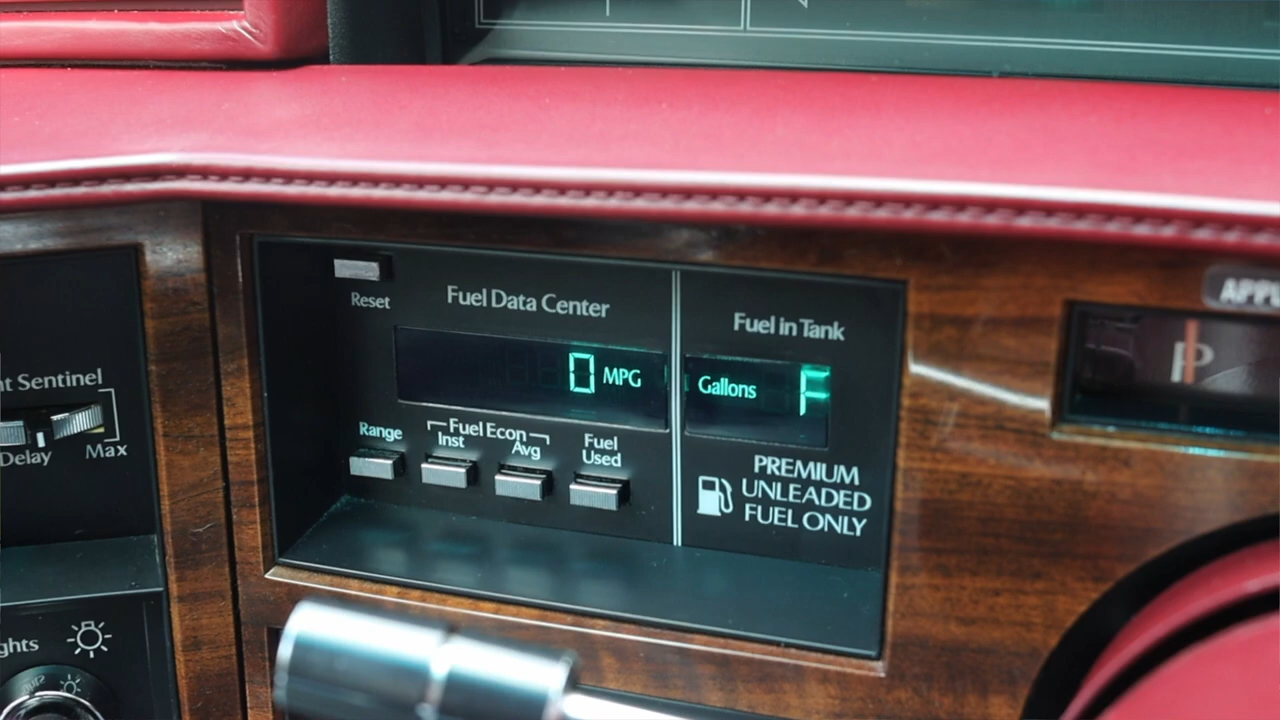 Reset
Fuel Data Center
Fuel in Tank
0 MPG
Gallons F
P
nt Sentinel
Delay
Max
Range
Fuel Econ
Inst
Avg
Fuel
Used
PREMIUM
UNLEADED
FUEL ONLY
ghts